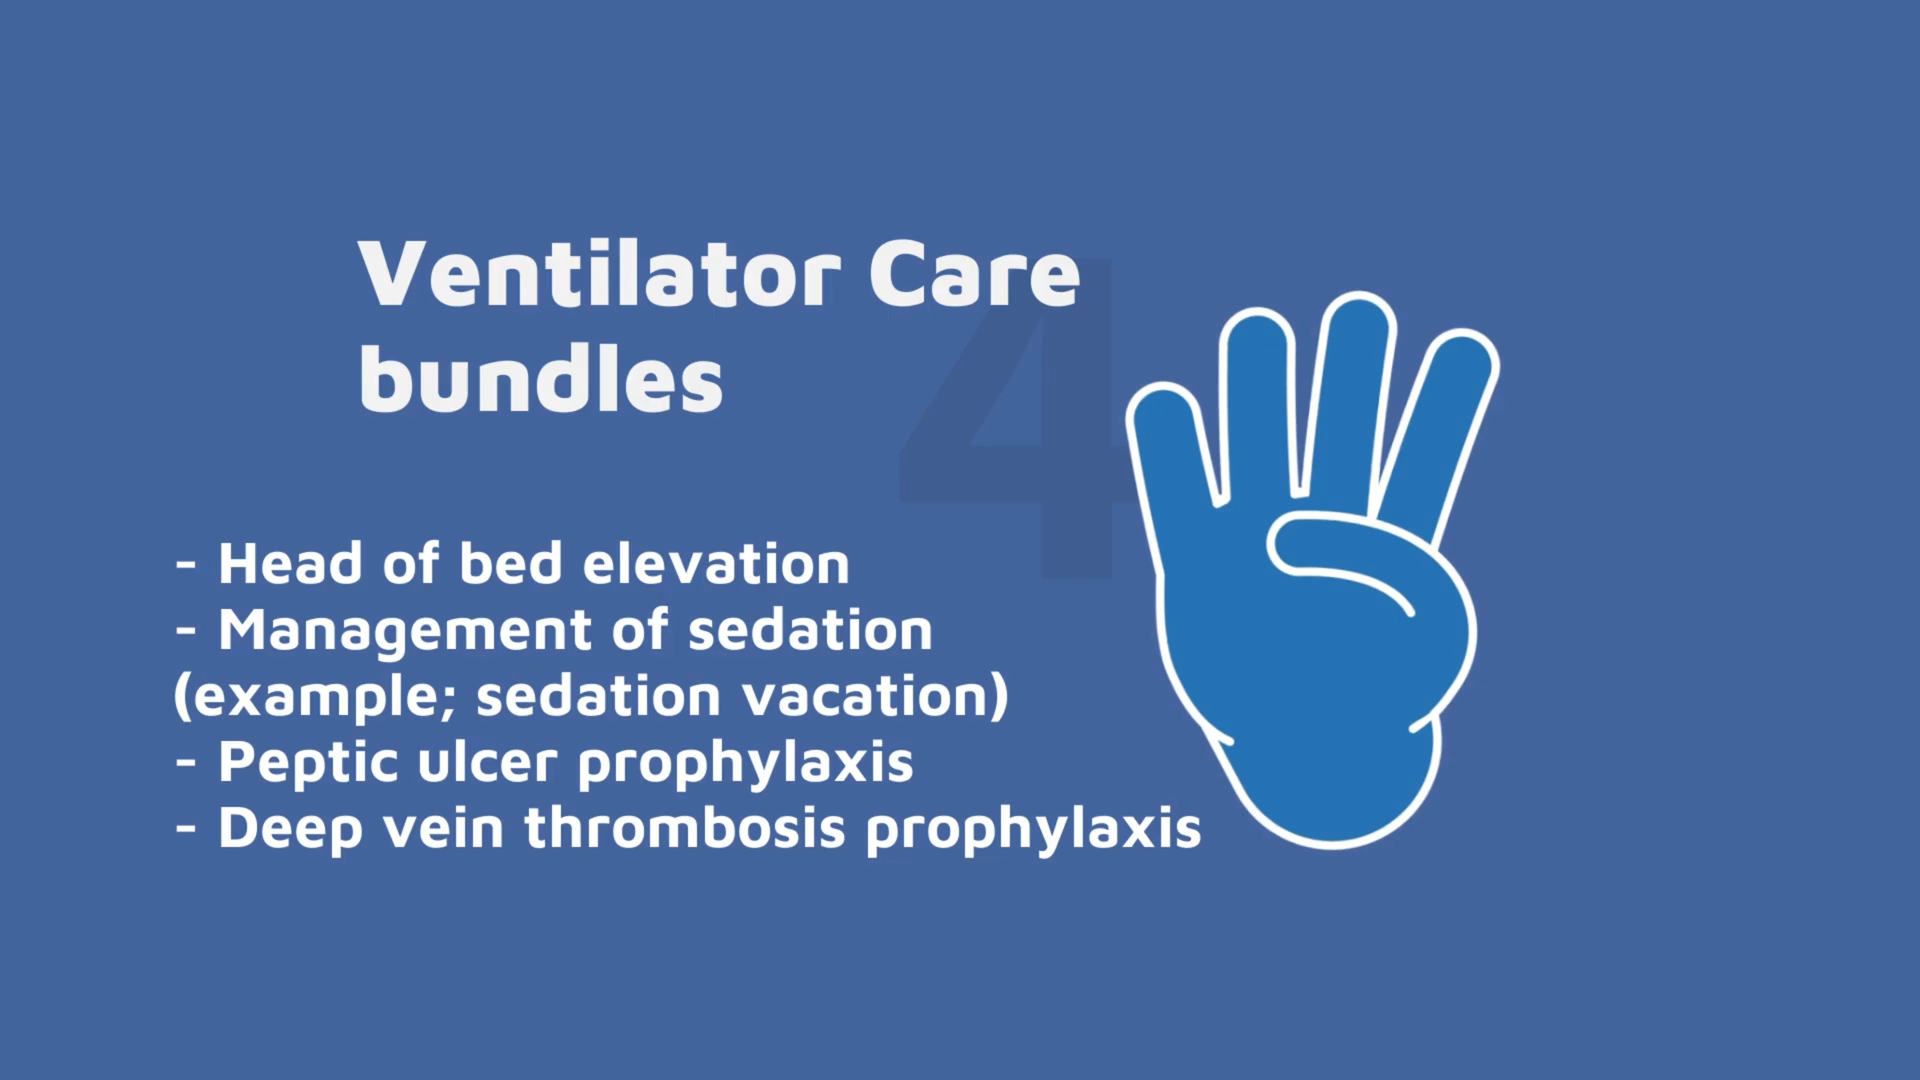 Ventilator Care
bundles
4
- Head of bed elevation
- Management of sedation
(example; sedation vacation)
- Peptic ulcer prophylaxis
- Deep vein thrombosis prophylaxis